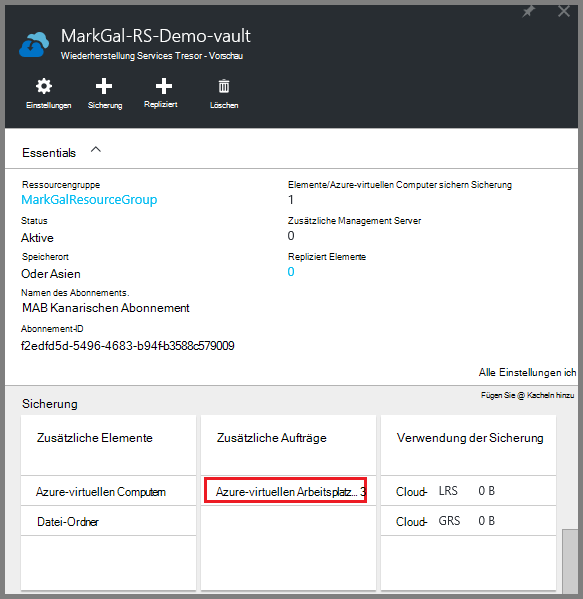 MarkGal-RS-Demo-vault
Wiederherstellung Services Tresor - Vorschau
Einstellungen Sicherung Repliziert Löschen
Essentials
Ressourcengruppe Elemente/Azure-virtuellen Computer sichern Sicherung
MarkGalResourceGroup 1
Status Zusätzliche Management Server
Aktive 0
Speicherort Repliziert Elemente
Oder Asien 0
Namen des Abonnements.
MAB Kanarischen Abonnement
Abonnement-ID
f2edfd5d-5496-4683-b94fb3588c579009
Alle Einstellungen ich
Fügen Sie @ Kacheln hinzu
Sicherung
Zusätzliche Elemente Zusätzliche Aufträge Verwendung der Sicherung
Azure-virtuellen Computern Azure-virtuellen Arbeitsplatz... 3 Cloud- LRS 0 B
Datei-Ordner Cloud- GRS 0 B